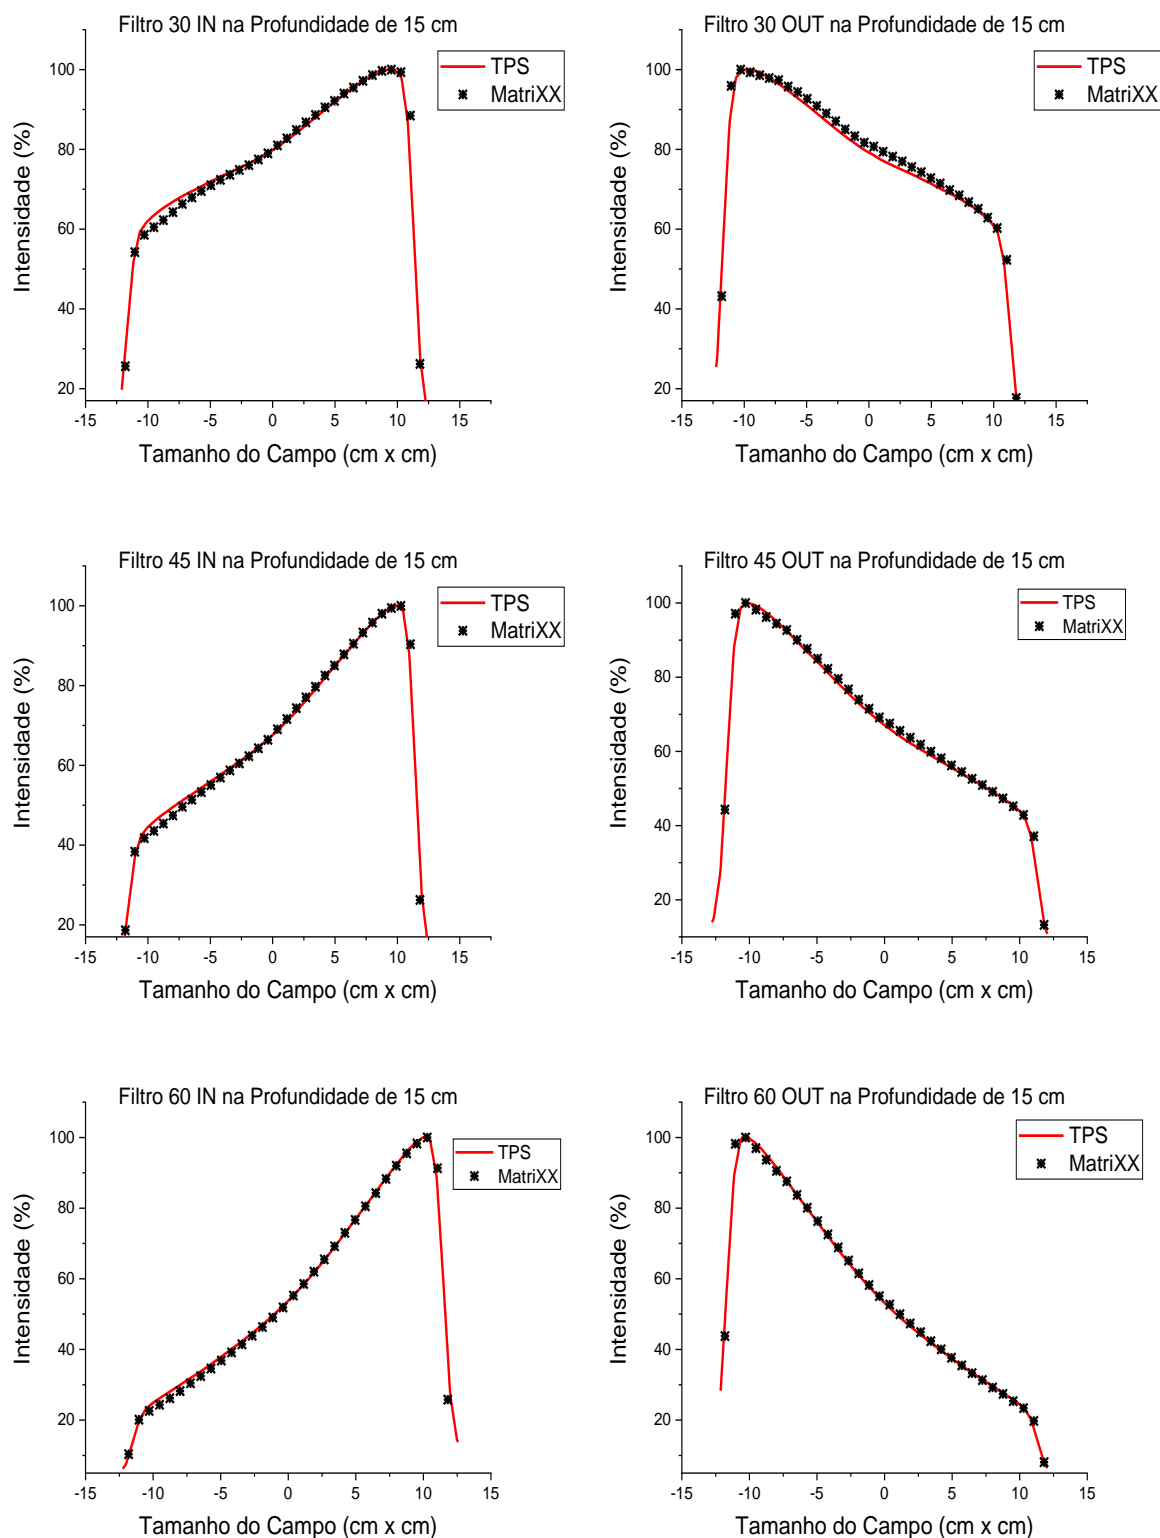 Filtro 30 IN na Profundidade de 15 cm
TPS
MatriXX
Intensidade (%)
100
80
60
40
20
-15 -10 -5 0 5 10 15
Tamanho do Campo (cm x cm)
Filtro 30 OUT na Profundidade de 15 cm
TPS
MatriXX
Intensidade (%)
100
80
60
40
20
-15 -10 -5 0 5 10 15
Tamanho do Campo (cm x cm)
Filtro 45 IN na Profundidade de 15 cm
TPS
MatriXX
Intensidade (%)
100
80
60
40
20
-15 -10 -5 0 5 10 15
Tamanho do Campo (cm x cm)
Filtro 45 OUT na Profundidade de 15 cm
TPS
MatriXX
Intensidade (%)
100
80
60
40
20
-15 -10 -5 0 5 10 15
Tamanho do Campo (cm x cm)
Filtro 60 IN na Profundidade de 15 cm
TPS
MatriXX
Intensidade (%)
100
80
60
40
20
-15 -10 -5 0 5 10 15
Tamanho do Campo (cm x cm)
Filtro 60 OUT na Profundidade de 15 cm
TPS
MatriXX
Intensidade (%)
100
80
60
40
20
-15 -10 -5 0 5 10 15
Tamanho do Campo (cm x cm)